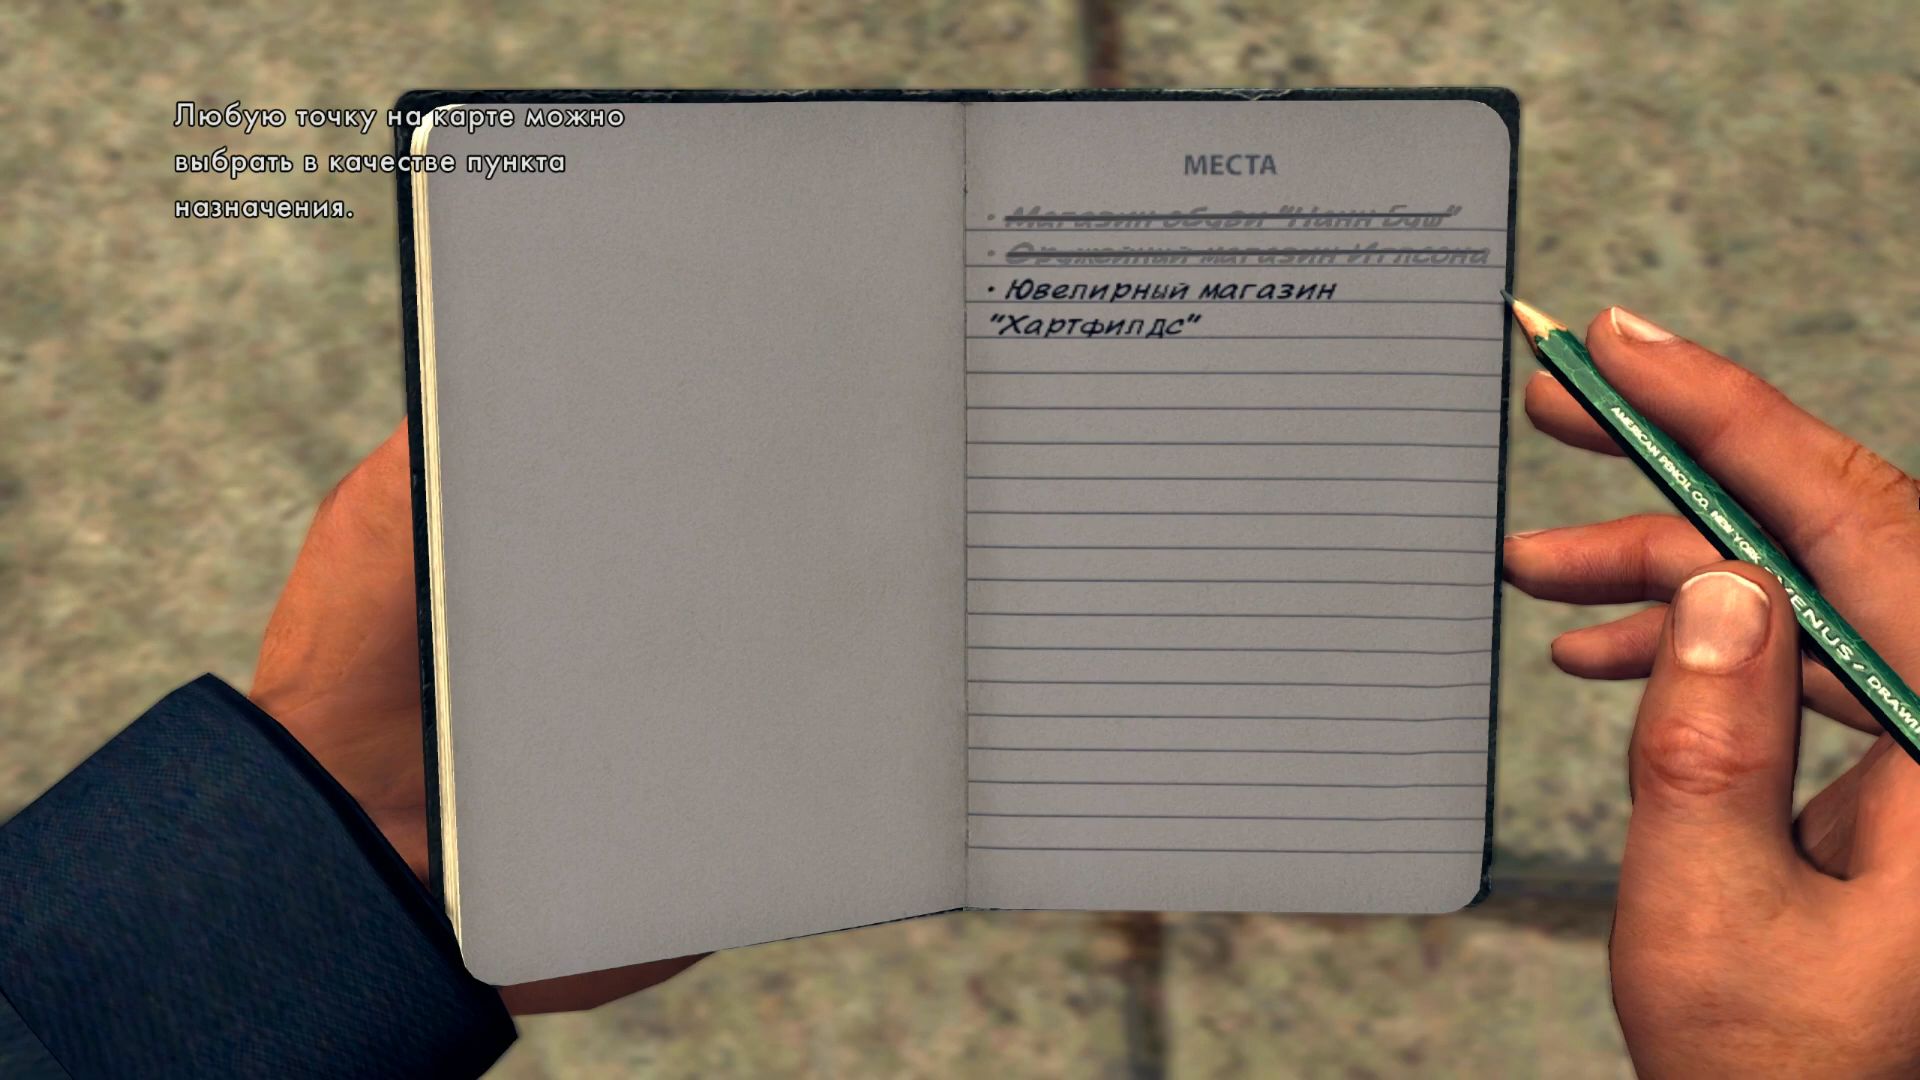 Любую точку на карте можно
выбрать в качестве пункта
назначения.
МЕСТА
· Магазин обуви "Нанн Буш"
· Оружейный магазин Иглсона
· Ювелирный магазин
"Хартфилдс"
AMERICAN PENCIL CO. NEW YORK VENUS / DRAWI